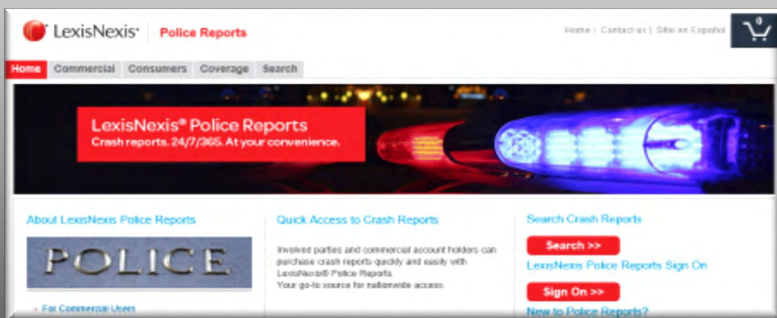 LexisNexis® Police Reports
Home | Contact us | Sitio en Español
0
Home Commercial Consumers Coverage Search
LexisNexis® Police Reports
Crash reports. 24/7/365. At your convenience.
About LexisNexis Police Reports
POLICE
For Commercial Users
Quick Access to Crash Reports
Involved parties and commercial account holders can
purchase crash reports quickly and easily with
LexisNexis® Police Reports.
Your go-to source for nationwide access.
Search Crash Reports
Search >>
LexisNexis Police Reports Sign On
Sign On >>
New to Police Reports?